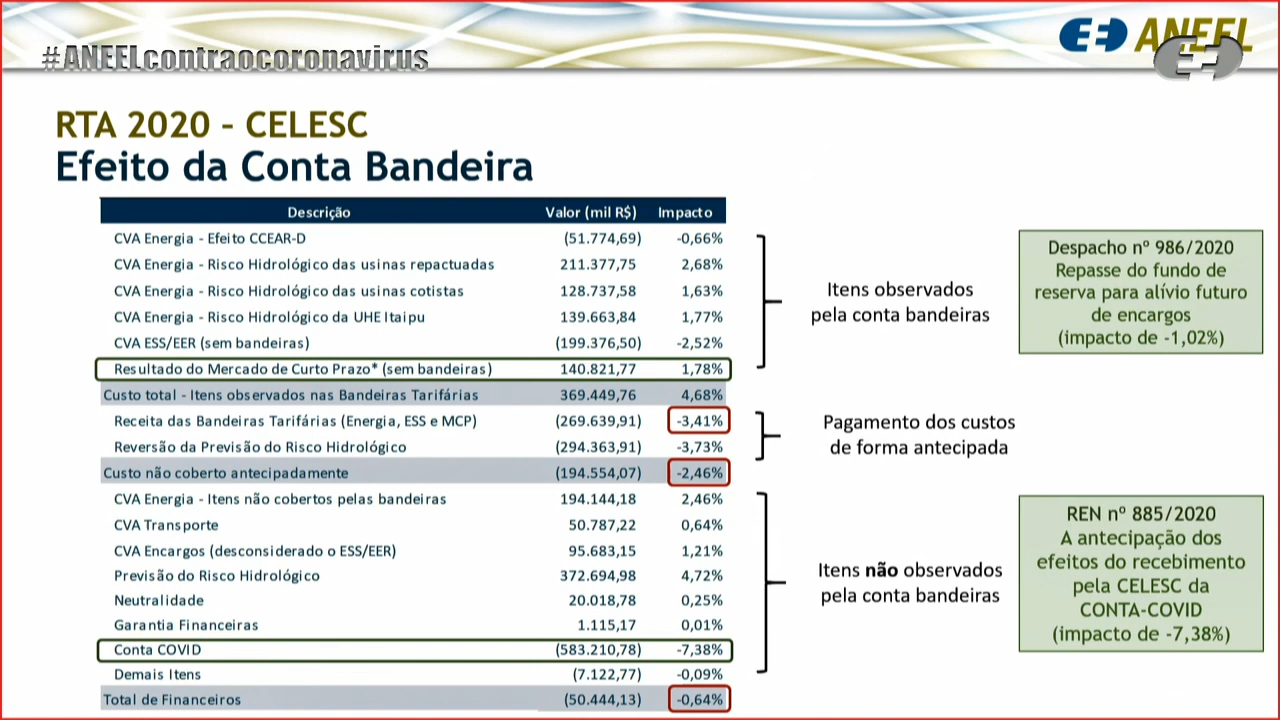 #ANEELcontraocoronavirus
ANEEL
RTA 2020 – CELESC
Efeito da Conta Bandeira
Descrição Valor (mil R$) Impacto
CVA Energia - Efeito CCEAR-D (51.774,69) -0,66%
CVA Energia - Risco Hidrológico das usinas repactuadas 211.377,75 2,68%
CVA Energia - Risco Hidrológico das usinas cotistas 128.737,58 1,63%
CVA Energia - Risco Hidrológico da UHE Itaipu 139.663,84 1,77%
CVA ESS/EER (sem bandeiras) (199.376,50) -2,52%
Resultado do Mercado de Curto Prazo* (sem bandeiras) 140.821,77 1,78%
Custo total - Itens observados nas Bandeiras Tarifárias 369.449,76 4,68%
Receita das Bandeiras Tarifárias (Energia, ESS e MCP) (269.639,91) -3,41%
Reversão da Previsão do Risco Hidrológico (294.363,91) -3,73%
Custo não coberto antecipadamente (194.554,07) -2,46%
CVA Energia - Itens não cobertos pelas bandeiras 194.144,18 2,46%
CVA Transporte 50.787,22 0,64%
CVA Encargos (desconsiderado o ESS/EER) 95.683,15 1,21%
Previsão do Risco Hidrológico 372.694,98 4,72%
Neutralidade 20.018,78 0,25%
Garantia Financeiras 1.115,17 0,01%
Conta COVID (583.210,78) -7,38%
Demais Itens (7.122,77) -0,09%
Total de Financeiros (50.444,13) -0,64%
Itens observados
pela conta bandeiras
Pagamento dos custos
de forma antecipada
Itens não observados
pela conta bandeiras
Despacho nº 986/2020
Repasse do fundo de
reserva para alívio futuro
de encargos
(impacto de -1,02%)
REN nº 885/2020
A antecipação dos
efeitos do recebimento
pela CELESC da
CONTA-COVID
(impacto de -7,38%)